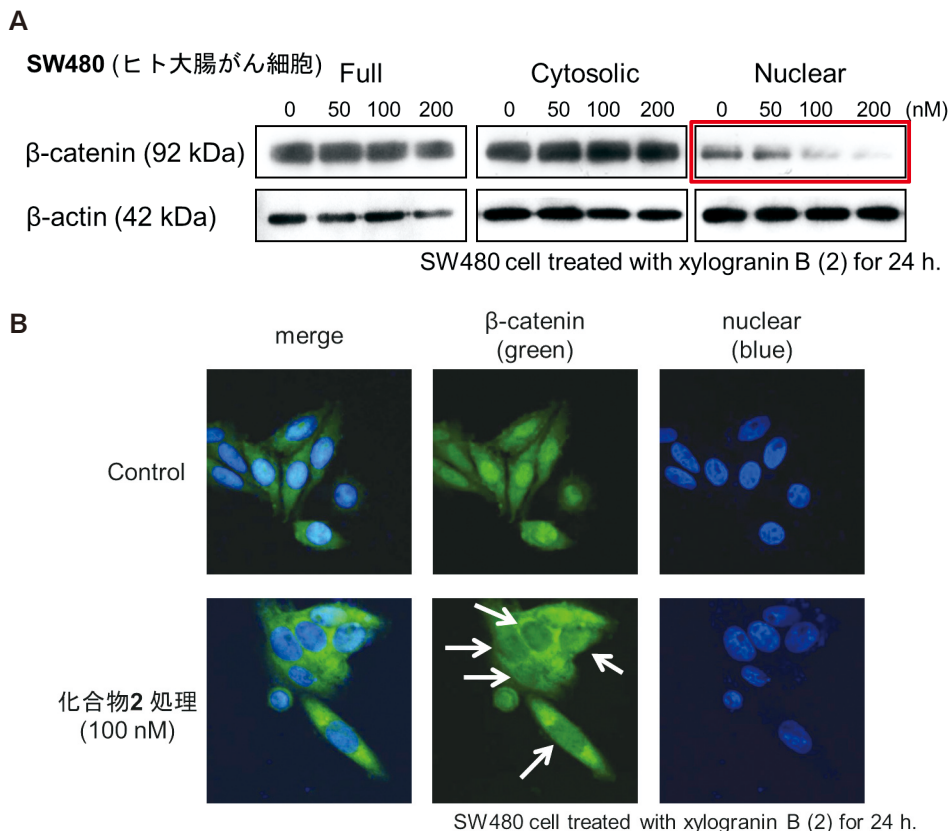 A
SW480 (ヒト大腸がん細胞)
Full Cytosolic Nuclear
0 50 100 200 0 50 100 200 0 50 100 200 (nM)
β-catenin (92 kDa)
β-actin (42 kDa)
SW480 cell treated with xylogranin B (2) for 24 h.
B
merge β-catenin (green) nuclear (blue)
Control
化合物2 処理
(100 nM)
SW480 cell treated with xylogranin B (2) for 24 h.